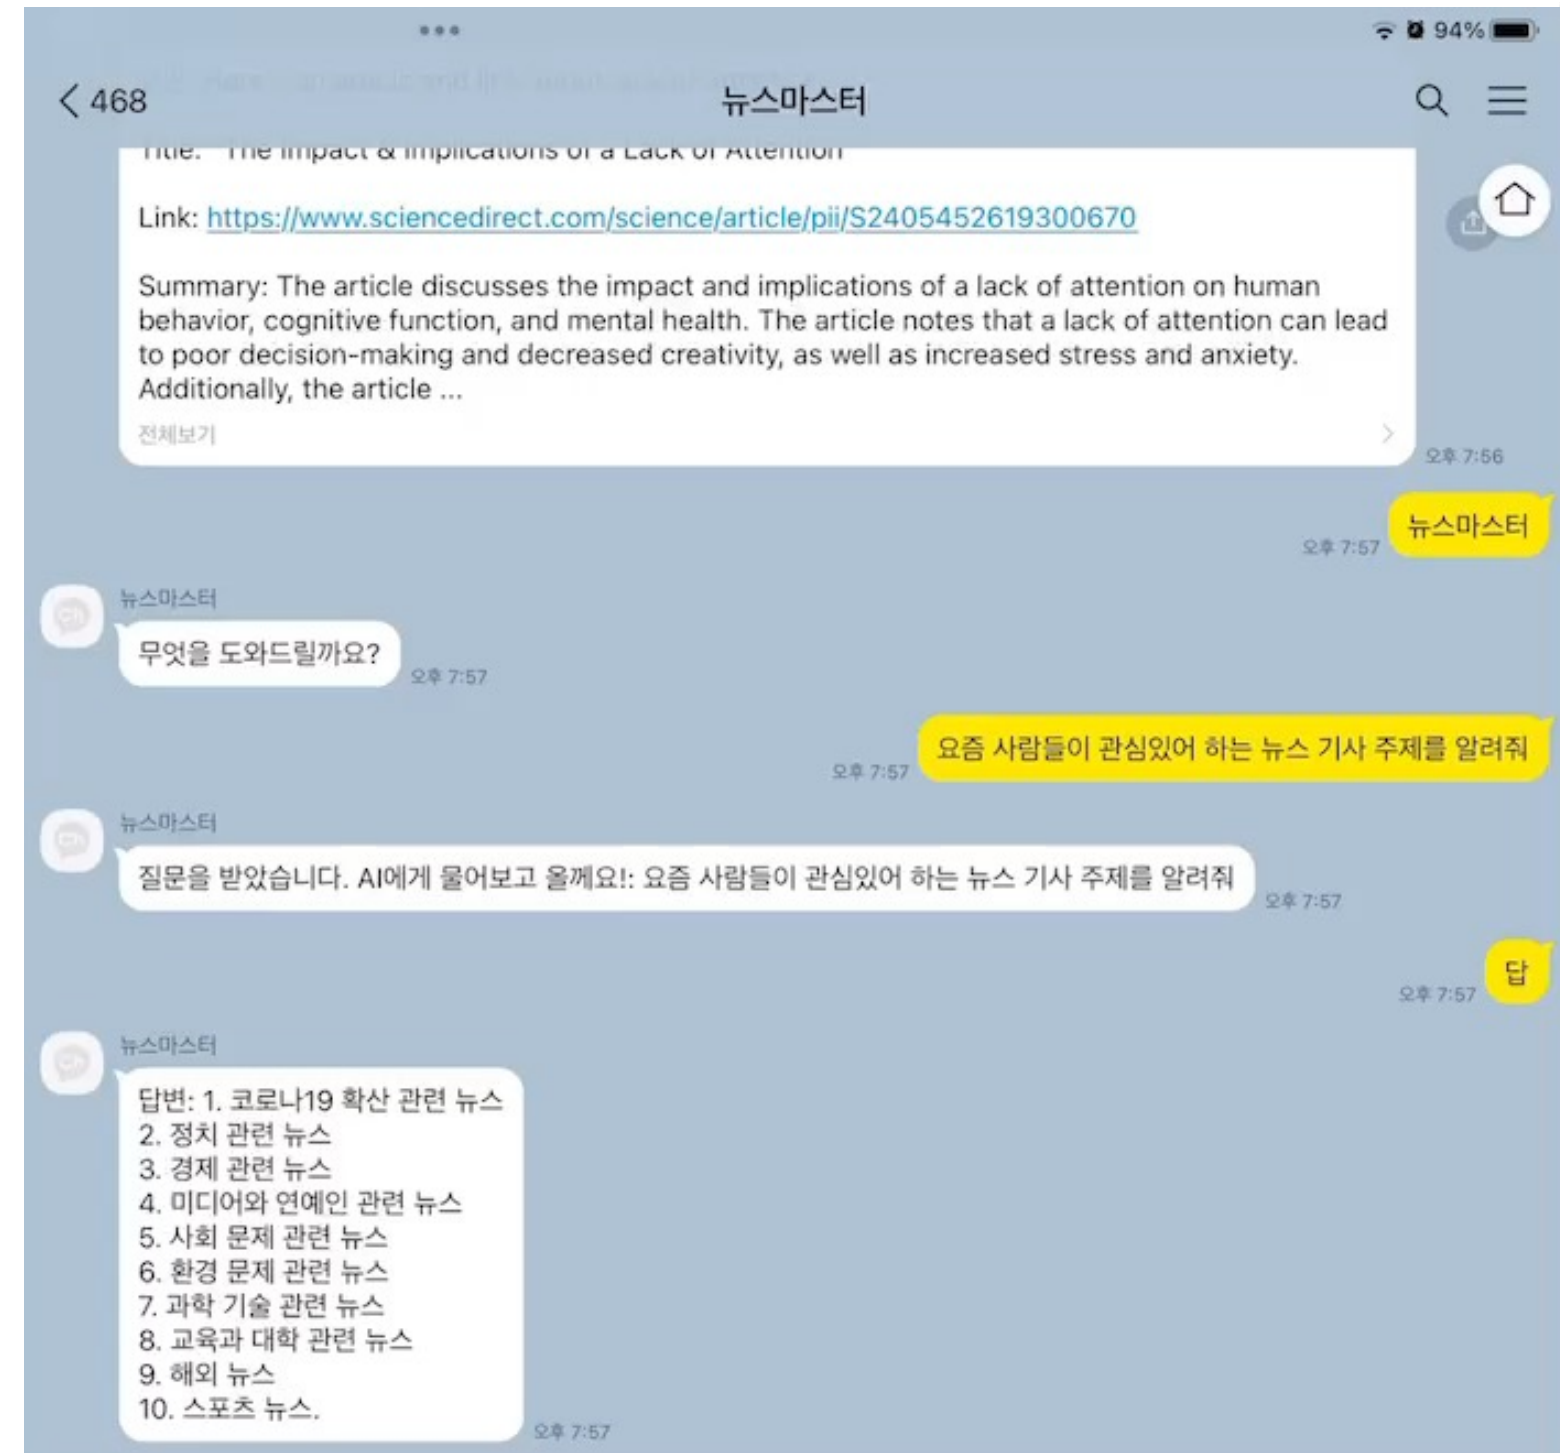 94%
468
뉴스마스터
Title: "The Impact & Implications of a Lack of Attention
Link: https://www.sciencedirect.com/science/article/pii/S2405452619300670
Summary: The article discusses the impact and implications of a lack of attention on human
behavior, cognitive function, and mental health. The article notes that a lack of attention can lead
to poor decision-making and decreased creativity, as well as increased stress and anxiety.
Additionally, the article ...
전체보기
오후 7:56
뉴스마스터
오후 7:57
뉴스마스터
무엇을 도와드릴까요?
오후 7:57
요즘 사람들이 관심있어 하는 뉴스 기사 주제를 알려줘
오후 7:57
뉴스마스터
질문을 받았습니다. AI에게 물어보고 올께요!: 요즘 사람들이 관심있어 하는 뉴스 기사 주제를 알려줘
오후 7:57
답
오후 7:57
뉴스마스터
답변: 1. 코로나19 확산 관련 뉴스
2. 정치 관련 뉴스
3. 경제 관련 뉴스
4. 미디어와 연예인 관련 뉴스
5. 사회 문제 관련 뉴스
6. 환경 문제 관련 뉴스
7. 과학 기술 관련 뉴스
8. 교육과 대학 관련 뉴스
9. 해외 뉴스
10. 스포츠 뉴스.
오후 7:57